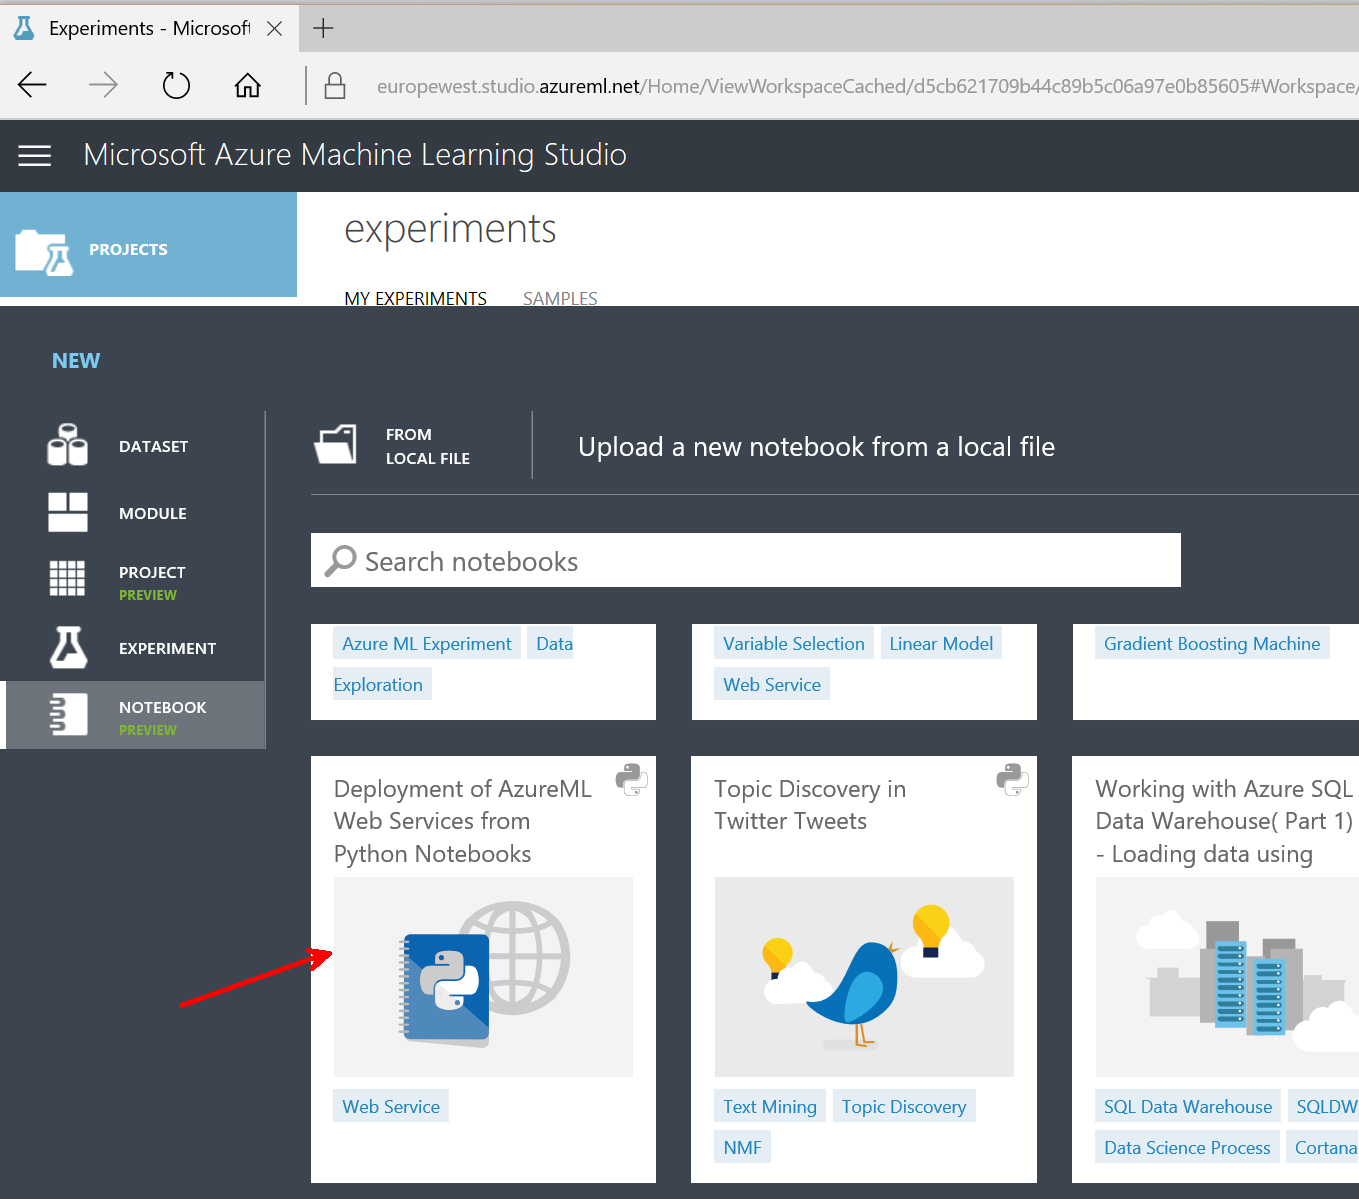 Experiments - Microsoft
europewest.studio.azureml.net/Home/ViewWorkspaceCached/d5cb621709b44c89b5c06a97e0b85605#Workspace/
Microsoft Azure Machine Learning Studio
PROJECTS
experiments
MY EXPERIMENTS SAMPLES
NEW
DATASET
MODULE
PROJECT
PREVIEW
EXPERIMENT
NOTEBOOK
PREVIEW
FROM
LOCAL FILE
Upload a new notebook from a local file
Search notebooks
Azure ML Experiment Data
Exploration
Variable Selection Linear Model
Web Service
Gradient Boosting Machine
Deployment of AzureML
Web Services from
Python Notebooks
Web Service
Topic Discovery in
Twitter Tweets
Text Mining Topic Discovery
NMF
Working with Azure SQL
Data Warehouse( Part 1)
- Loading data using
SQL Data Warehouse SQLDW
Data Science Process Cortana